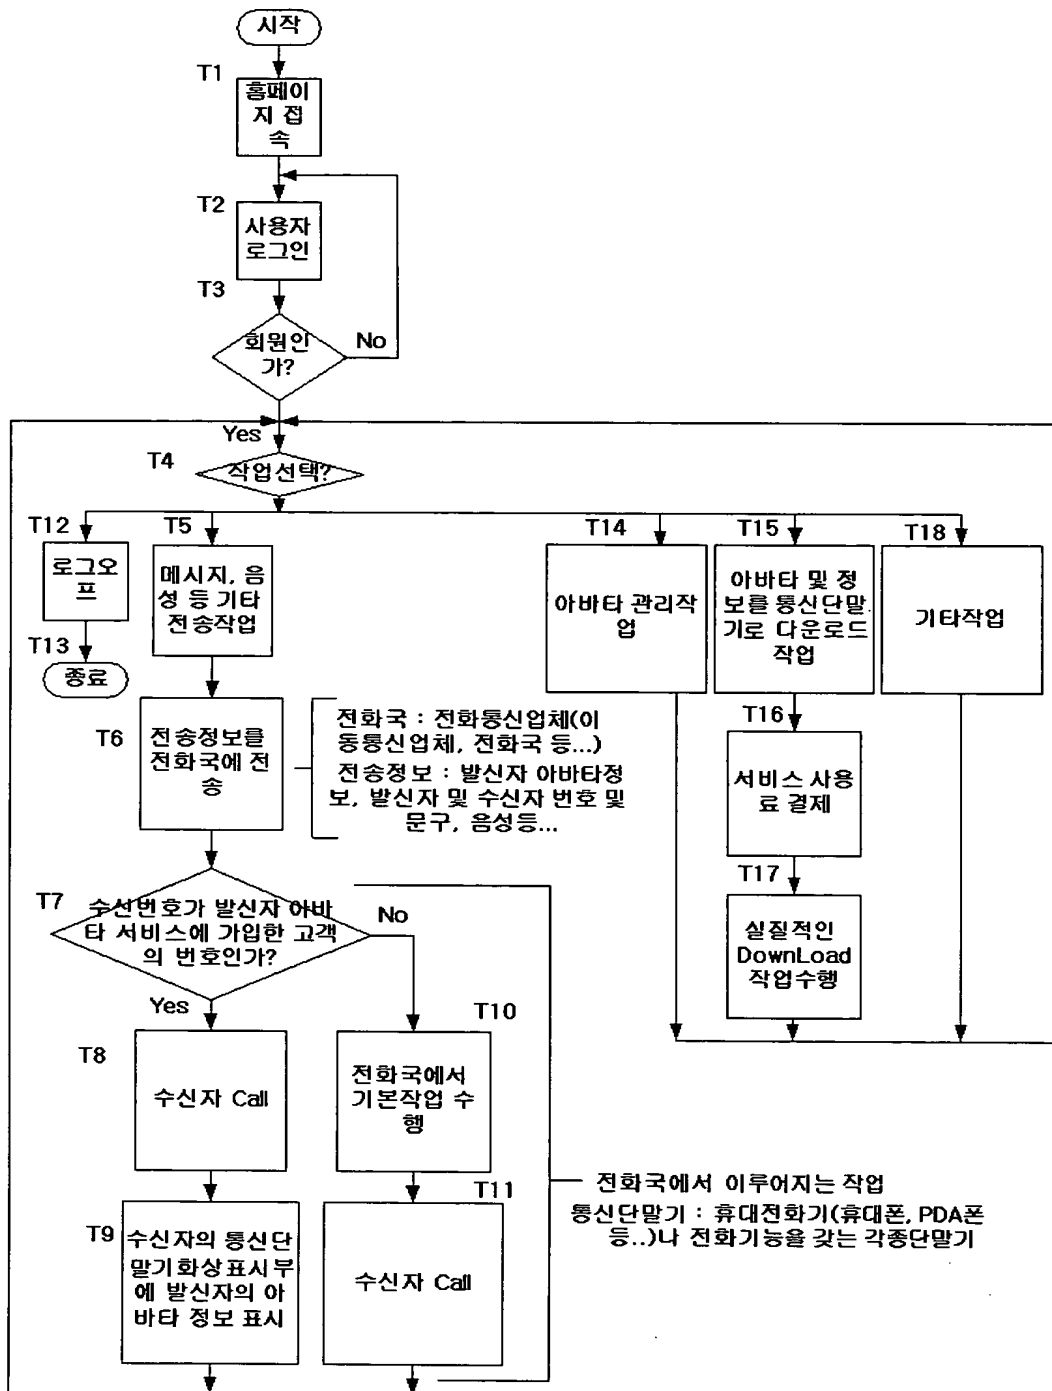 시작
T1
홈페이
지 접
속
T2
사용자
로그인
T3
회원인
가?
No
Yes
T4
작업선택?
T12
로그오
프
T13
종료
T5
메시지, 음
성 등 기타
전송작업
T14
아바타 관리작
업
T15
아바타 및 정
보를 통신단말
기로 다운로드
작업
T18
기타작업
T6
전송정보를
전화국에 전
송
전화국 : 전화통신업체(이
동통신업체, 전화국 등...)
전송정보 : 발신자 아바타정
보, 발신자 및 수신자 번호 및
문구, 음성등...
T16
서비스 사용
료 결제
T17
실질적인
DownLoad
작업수행
T7
수신번호가 발신자 아바
타 서비스에 가입한 고객
의 번호인가?
No
Yes
T8
수신자 Call
T10
전화국에서
기본작업 수
행
T9
수신자의 통신단
말기화상표시부
에 발신자의 아
바타 정보 표시
T11
수신자 Call
전화국에서 이루어지는 작업
통신단말기 : 휴대전화기(휴대폰, PDA폰
등..)나 전화기능을 갖는 각종단말기